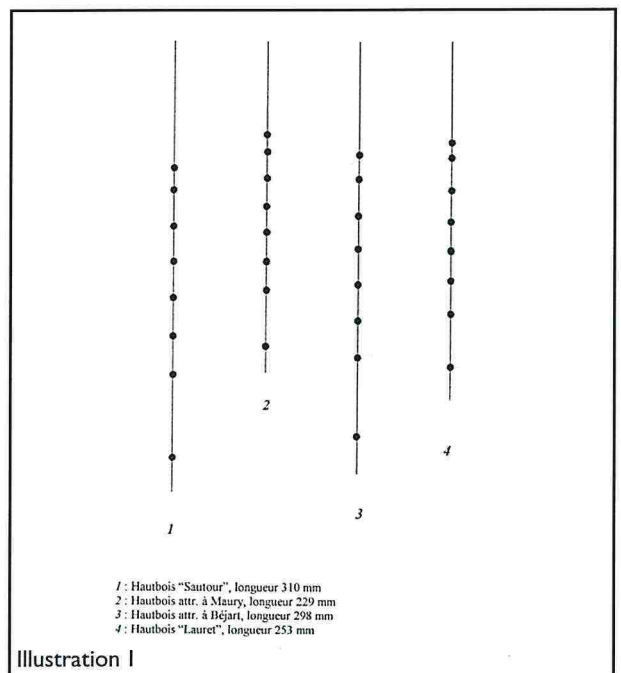 2
4
3
1
1 : Hautbois "Sautour", longueur 310 mm
2 : Hautbois attr. à Maury, longueur 229 mm
3 : Hautbois attr. à Béjart, longueur 298 mm
4 : Hautbois "Lauret", longueur 253 mm
Illustration I